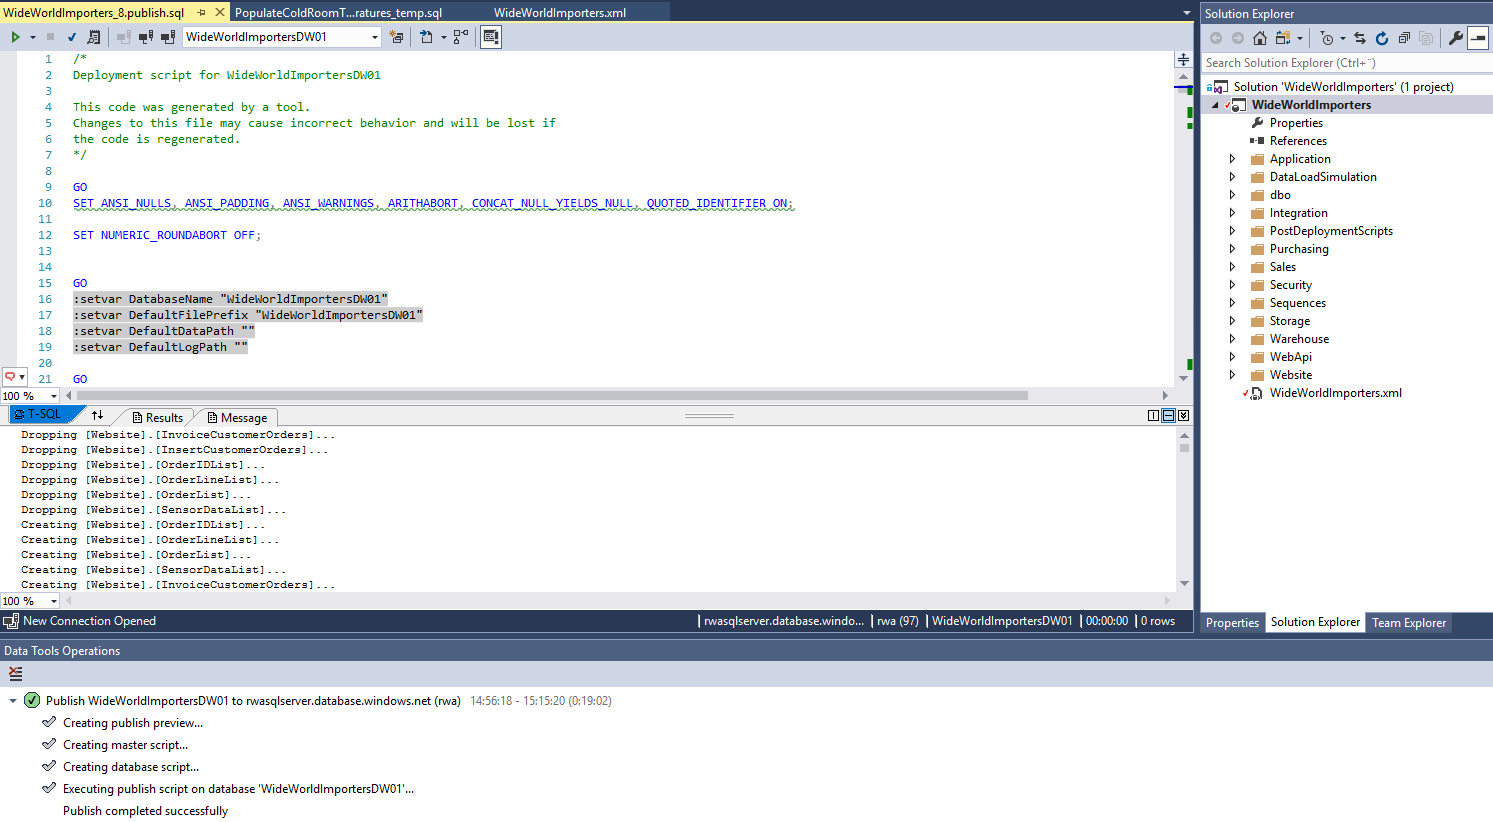 WideWorldImporters_8.publish.sql
PopulateColdRoomT...ratures_temp.sql
WideWorldImporters.xml
WideWorldImportersDW01
1 /*
2 Deployment script for WideWorldImportersDW01
3
4 This code was generated by a tool.
5 Changes to this file may cause incorrect behavior and will be lost if
6 the code is regenerated.
7 */
8
9 GO
10 SET ANSI_NULLS, ANSI_PADDING, ANSI_WARNINGS, ARITHABORT, CONCAT_NULL_YIELDS_NULL, QUOTED_IDENTIFIER ON;
11
12 SET NUMERIC_ROUNDABORT OFF;
13
14
15 GO
16 :setvar DatabaseName "WideWorldImportersDW01"
17 :setvar DefaultFilePrefix "WideWorldImportersDW01"
18 :setvar DefaultDataPath ""
19 :setvar DefaultLogPath ""
20
21 GO
100 %
T-SQL
Results
Message
Dropping [Website].[InvoiceCustomerOrders]...
Dropping [Website].[InsertCustomerOrders]...
Dropping [Website].[OrderIDList]...
Dropping [Website].[OrderLineList]...
Dropping [Website].[OrderList]...
Dropping [Website].[SensorDataList]...
Creating [Website].[OrderIDList]...
Creating [Website].[OrderLineList]...
Creating [Website].[OrderList]...
Creating [Website].[SensorDataList]...
Creating [Website].[InvoiceCustomerOrders]...
100 %
New Connection Opened
rwasqlserver.database.windo...
rwa (97)
WideWorldImportersDW01
00:00:00
0 rows
Solution Explorer
Search Solution Explorer (Ctrl+¨)
Solution 'WideWorldImporters' (1 project)
WideWorldImporters
Properties
References
Application
DataLoadSimulation
dbo
Integration
PostDeploymentScripts
Purchasing
Sales
Security
Sequences
Storage
Warehouse
WebApi
Website
WideWorldImporters.xml
Properties
Solution Explorer
Team Explorer
Data Tools Operations
Publish WideWorldImportersDW01 to rwasqlserver.database.windows.net (rwa) 14:56:18 - 15:15:20 (0:19:02)
Creating publish preview...
Creating master script...
Creating database script...
Executing publish script on database 'WideWorldImportersDW01'...
Publish completed successfully